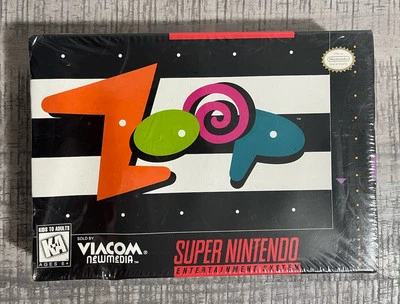 Zoop
KIDS TO ADULTS
K-A
AGES 6+
SOLD BY
VIACOM
NEWMEDIA
SUPER NINTENDO
ENTERTAINMENT SYSTEM